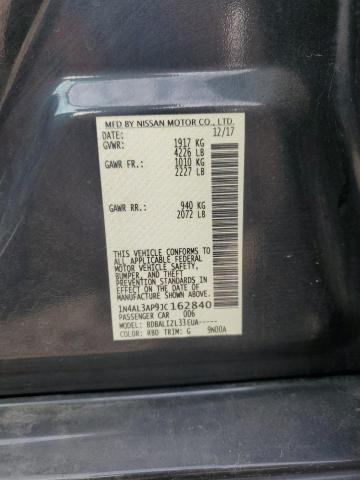 MFD BY NISSAN MOTOR CO., LTD.
DATE: 12/17
GVWR: 1917 KG
4226 LB
GAWR FR: 1010 KG
2227 LB
GAWR RR: 940 KG
2072 LB
THIS VEHICLE CONFORMS TO
ALL APPLICABLE FEDERAL
MOTOR VEHICLE SAFETY,
BUMPER, AND THEFT
PREVENTION STANDARDS IN
EFFECT ON THE DATE OF
MANUFACTURE SHOWN ABOVE.
1N4AL3AP9JC162840
PASSENGER CAR 006
MODEL: BDBALIZL33EUA-----
COLOR: KBD TRIM: G 9N00A